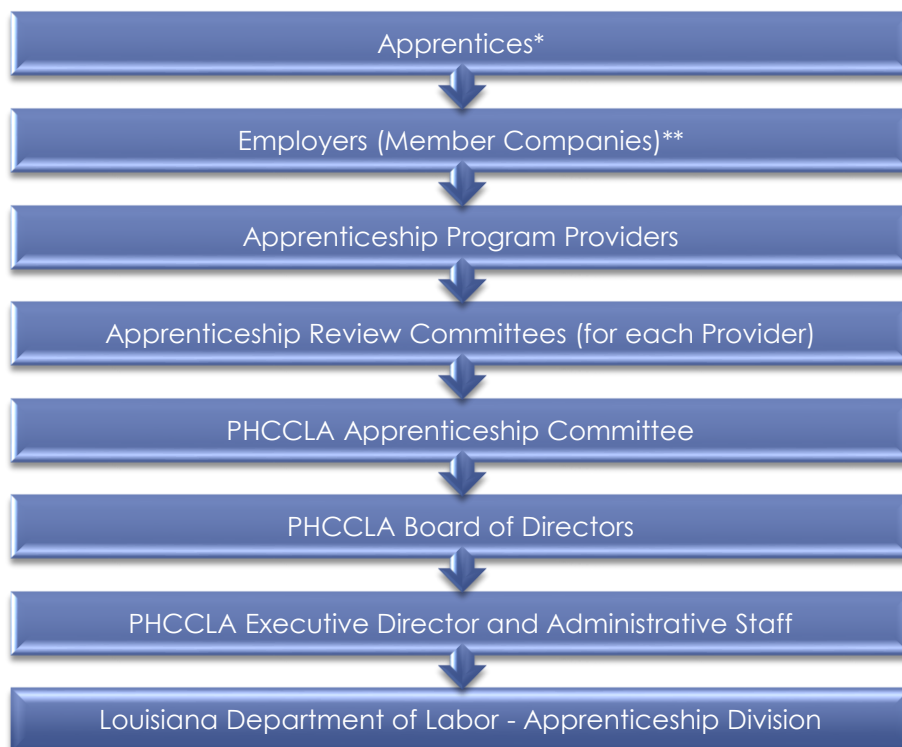 Apprentices*
Employers (Member Companies)**
Apprenticeship Program Providers
Apprenticeship Review Committees (for each Provider)
PHCCLA Apprenticeship Committee
PHCCLA Board of Directors
PHCCLA Executive Director and Administrative Staff
Louisiana Department of Labor - Apprenticeship Division